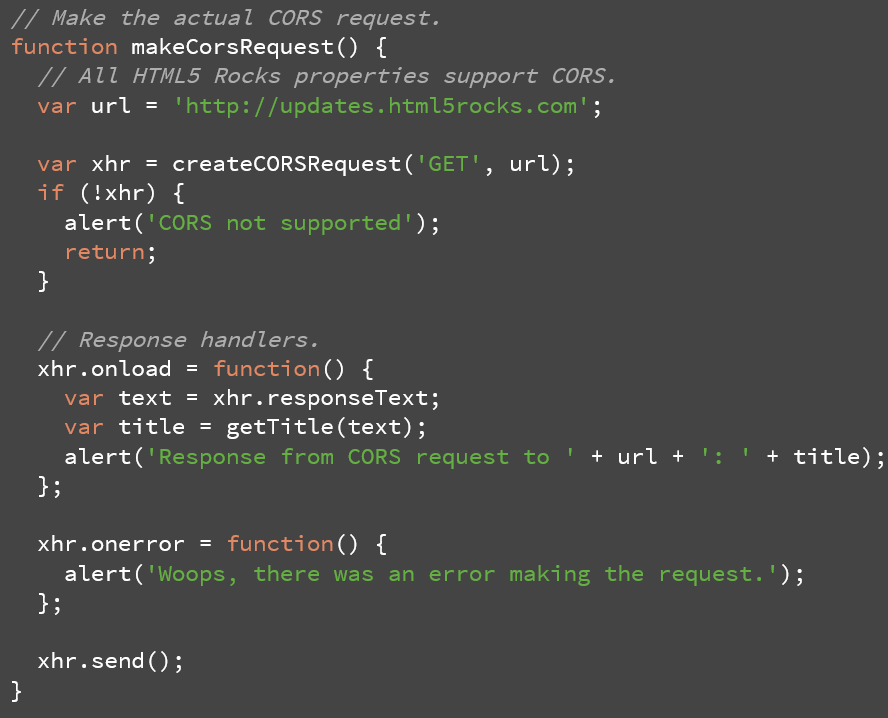 // Make the actual CORS request.
function makeCorsRequest() {
  // All HTML5 Rocks properties support CORS.
  var url = 'http://updates.html5rocks.com';

  var xhr = createCORSRequest('GET', url);
  if (!xhr) {
    alert('CORS not supported');
    return;
  }

  // Response handlers.
  xhr.onload = function() {
    var text = xhr.responseText;
    var title = getTitle(text);
    alert('Response from CORS request to ' + url + ': ' + title);
  };

  xhr.onerror = function() {
    alert('Woops, there was an error making the request.');
  };

  xhr.send();
}